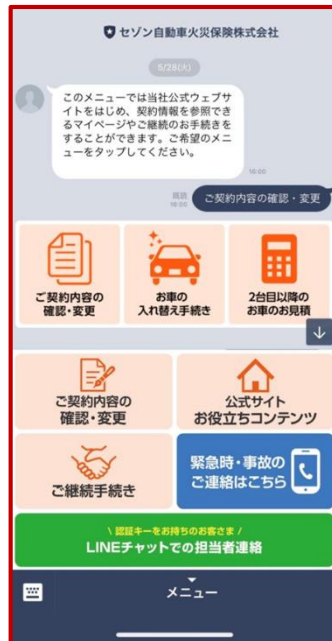 セゾン自動車火災保険株式会社
5/28(火)
このメニューでは当社公式ウェブサ
イトをはじめ、契約情報を参照でき
るマイページやご継続のお手続きを
することができます。ご希望のメニ
ューをタップしてください。
16:00
既読
16:00
ご契約内容の確認・変更
ご契約内容の
確認・変更
お車の
入れ替え手続き
2台目以降の
お車のお見積
ご契約内容の
確認・変更
公式サイト
お役立ちコンテンツ
ご継続手続き
緊急時・事故の
ご連絡はこちら
\ 認証キーをお持ちのお客さま /
LINEチャットでの担当者連絡
メニュー